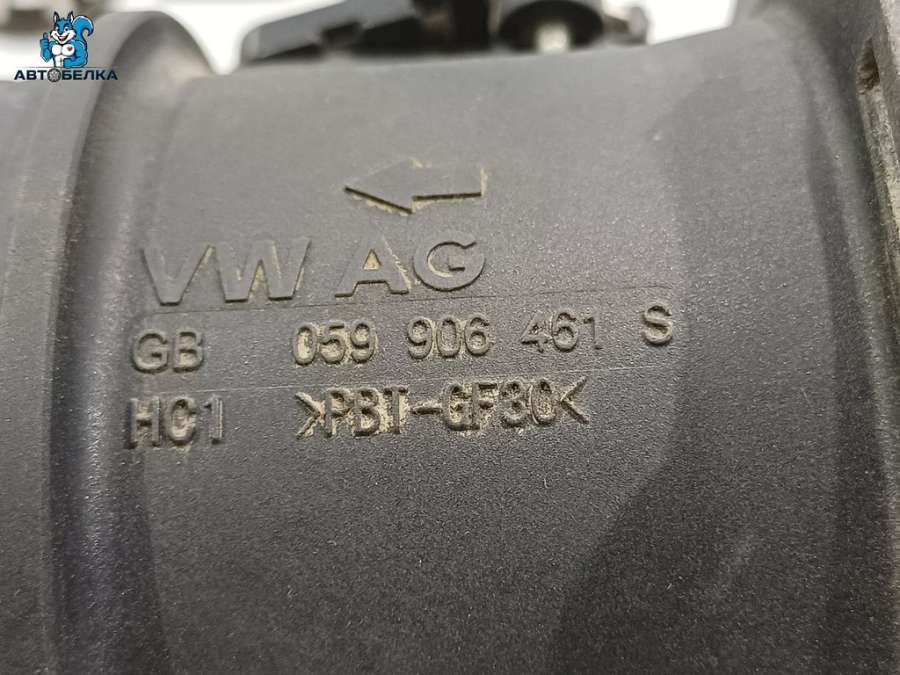 АВТОБЕЛКА
VW AG
GB 059 906 461 S
HC1 >PBT-GF30<